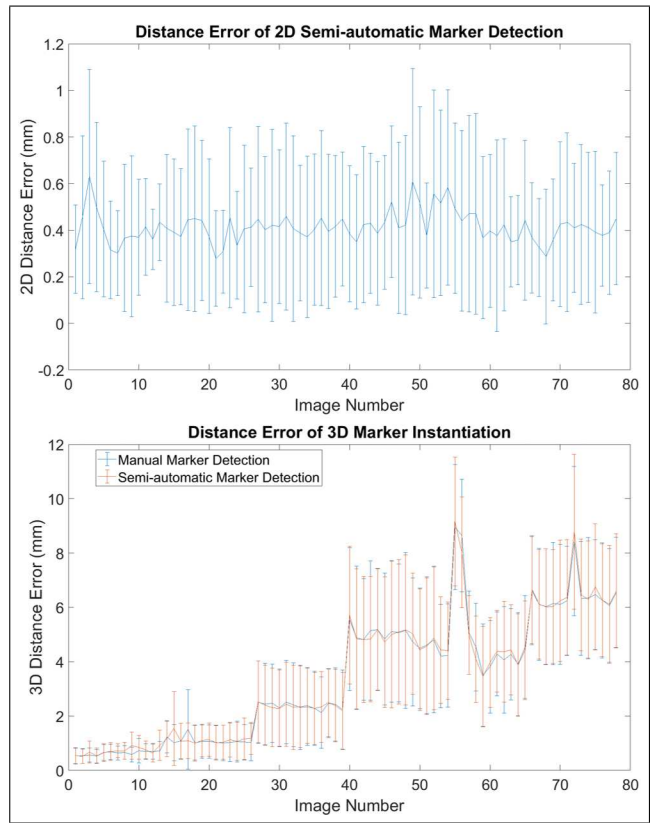 Distance Error of 2D Semi-automatic Marker Detection
1.2
1
0.8
0.6
0.4
0.2
0
-0.2
2D Distance Error (mm)
0 10 20 30 40 50 60 70 80
Image Number
Distance Error of 3D Marker Instantiation
12
10
8
6
4
2
0
3D Distance Error (mm)
Manual Marker Detection
Semi-automatic Marker Detection
0 10 20 30 40 50 60 70 80
Image Number